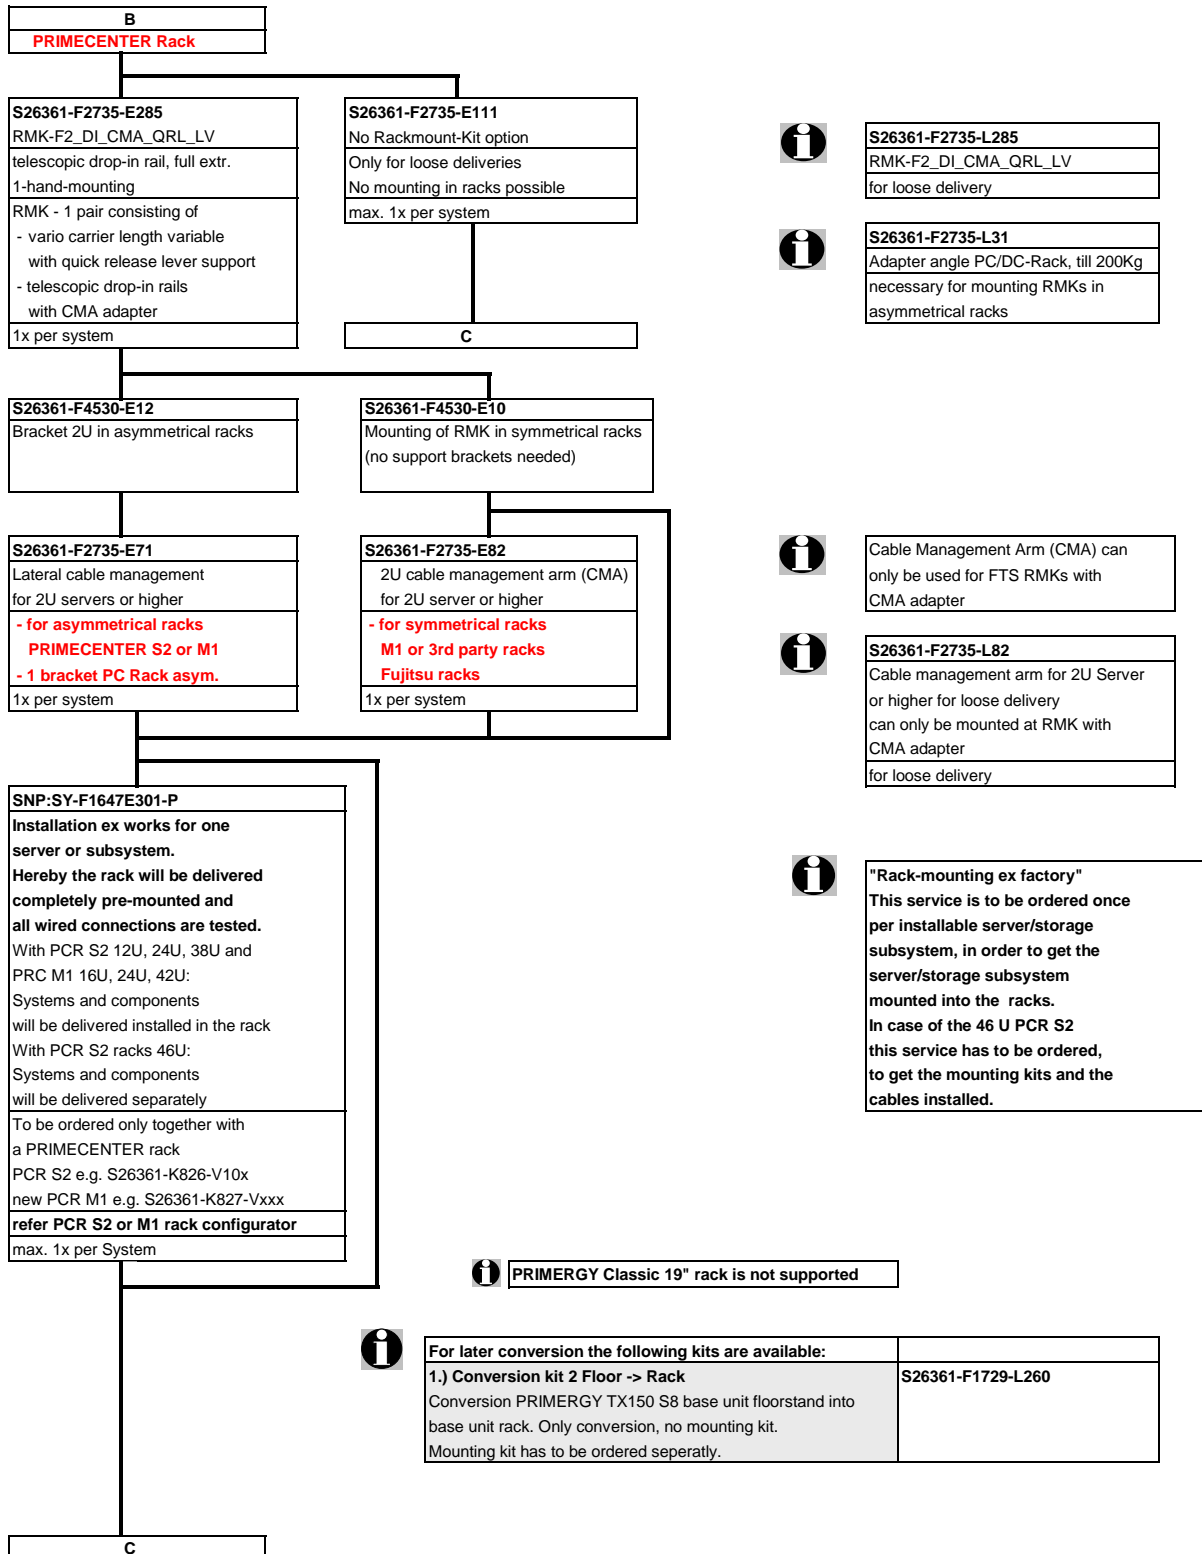 B
PRIMECENTER Rack
S26361-F2735-E285
RMK-F2_DI_CMA_QRL_LV
telescopic drop-in rail, full extr.
1-hand-mounting
RMK - 1 pair consisting of
- vario carrier length variable
with quick release lever support
- telescopic drop-in rails
with CMA adapter
1x per system
S26361-F2735-E111
No Rackmount-Kit option
Only for loose deliveries
No mounting in racks possible
max. 1x per system
C
S26361-F2735-L285
RMK-F2_DI_CMA_QRL_LV
for loose delivery
S26361-F2735-L31
Adapter angle PC/DC-Rack, till 200Kg
necessary for mounting RMKs in
asymmetrical racks
S26361-F4530-E12
Bracket 2U in asymmetrical racks
S26361-F4530-E10
Mounting of RMK in symmetrical racks
(no support brackets needed)
S26361-F2735-E71
Lateral cable management
for 2U servers or higher
- for asymmetrical racks
PRIMECENTER S2 or M1
- 1 bracket PC Rack asym.
1x per system
S26361-F2735-E82
2U cable management arm (CMA)
for 2U server or higher
- for symmetrical racks
M1 or 3rd party racks
Fujitsu racks
1x per system
Cable Management Arm (CMA) can
only be used for FTS RMKs with
CMA adapter
S26361-F2735-L82
Cable management arm for 2U Server
or higher for loose delivery
can only be mounted at RMK with
CMA adapter
for loose delivery
SNP:SY-F1647E301-P
Installation ex works for one
server or subsystem.
Hereby the rack will be delivered
completely pre-mounted and
all wired connections are tested.
With PCR S2 12U, 24U, 38U and
PRC M1 16U, 24U, 42U:
Systems and components
will be delivered installed in the rack
With PCR S2 racks 46U:
Systems and components
will be delivered separately
To be ordered only together with
a PRIMECENTER rack
PCR S2 e.g. S26361-K826-V10x
new PCR M1 e.g. S26361-K827-Vxxx
refer PCR S2 or M1 rack configurator
max. 1x per System
"Rack-mounting ex factory"
This service is to be ordered once
per installable server/storage
subsystem, in order to get the
server/storage subsystem
mounted into the  racks.
In case of the 46 U PCR S2
this service has to be ordered,
to get the mounting kits and the
cables installed.
PRIMERGY Classic 19" rack is not supported
For later conversion the following kits are available:
1.) Conversion kit 2 Floor -> Rack
S26361-F1729-L260
Conversion PRIMERGY TX150 S8 base unit floorstand into
base unit rack. Only conversion, no mounting kit.
Mounting kit has to be ordered seperatly.
C